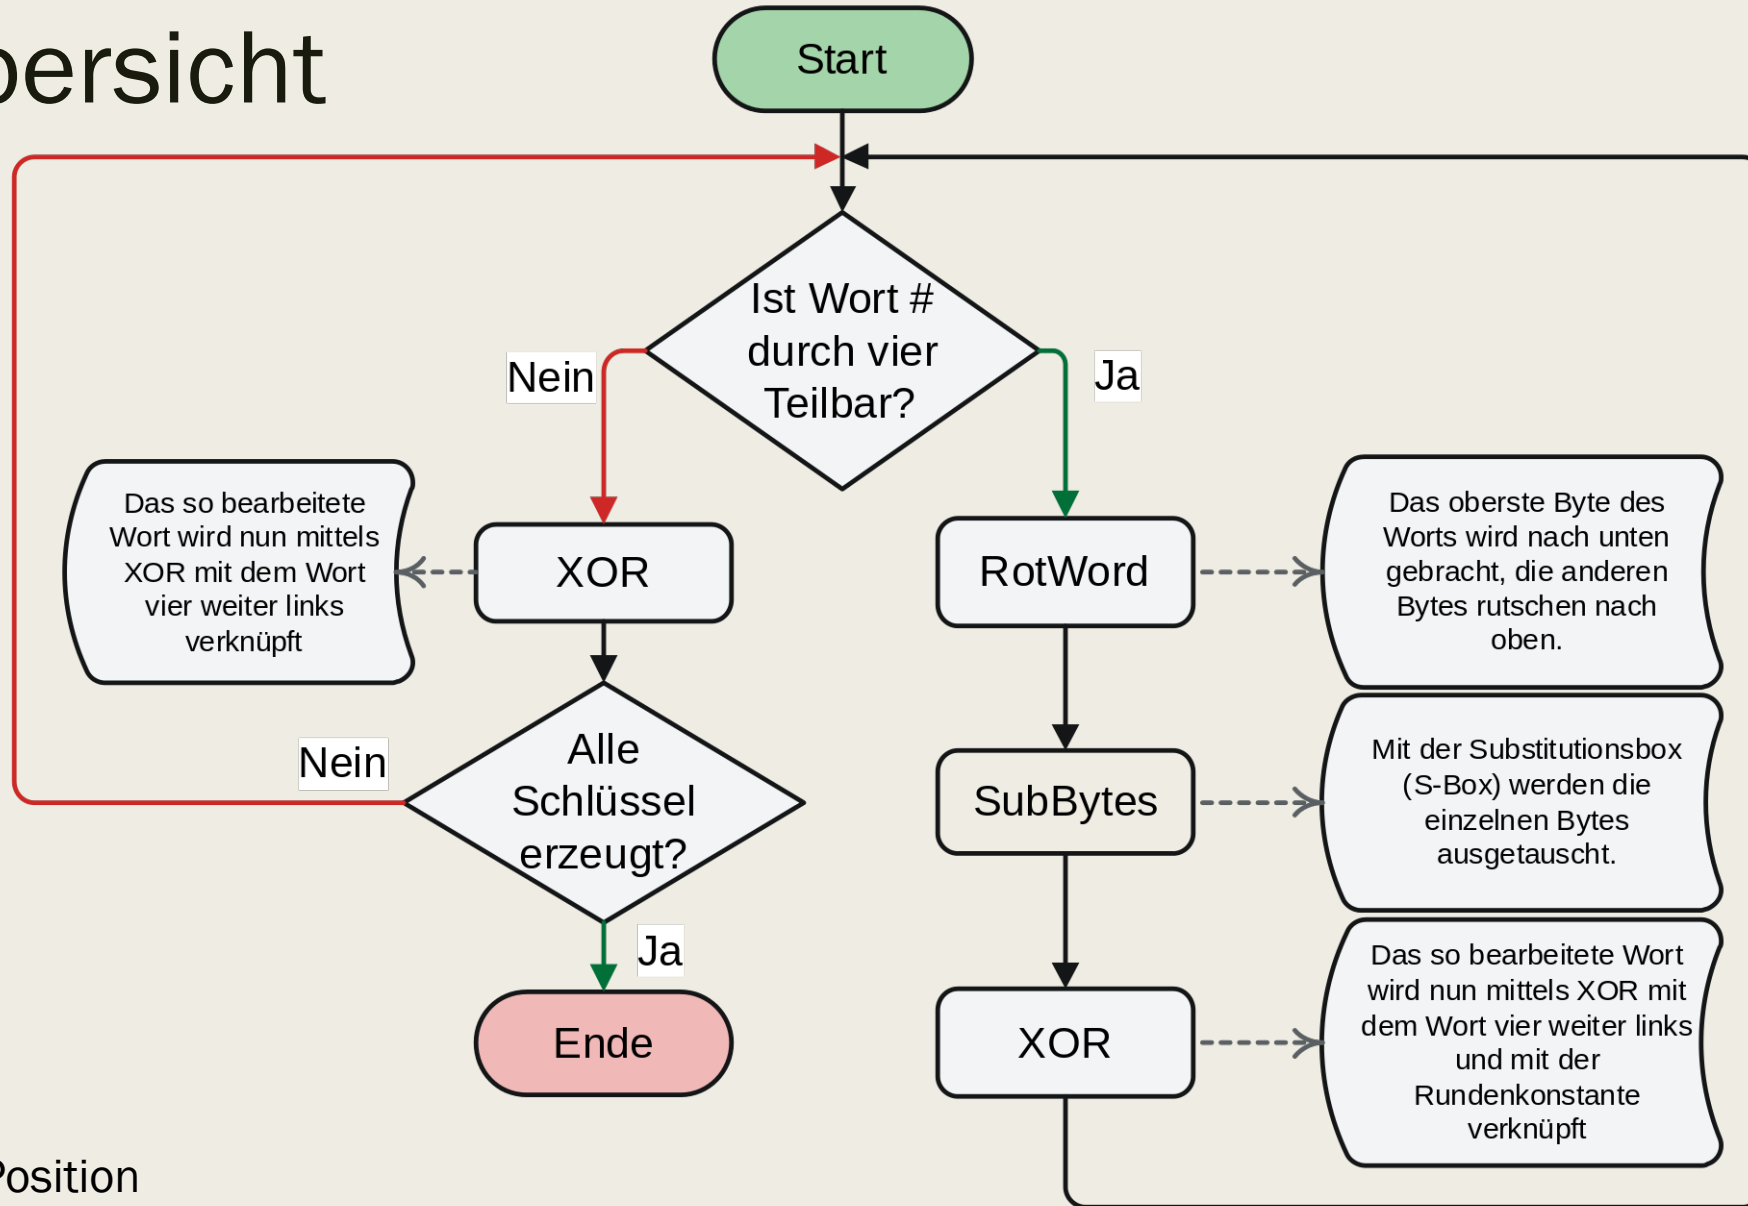 bersicht
Start
Ist Wort #
durch vier
Teilbar?
Nein
Ja
Das so bearbeitete
Wort wird nun mittels
XOR mit dem Wort
vier weiter links
verknüpft
XOR
RotWord
Das oberste Byte des
Worts wird nach unten
gebracht, die anderen
Bytes rutschen nach
oben.
Nein
Alle
Schlüssel
erzeugt?
SubBytes
Mit der Substitutionsbox
(S-Box) werden die
einzelnen Bytes
ausgetauscht.
Ja
Ende
XOR
Das so bearbeitete Wort
wird nun mittels XOR mit
dem Wort vier weiter links
und mit der
Rundenkonstante
verknüpft
Position